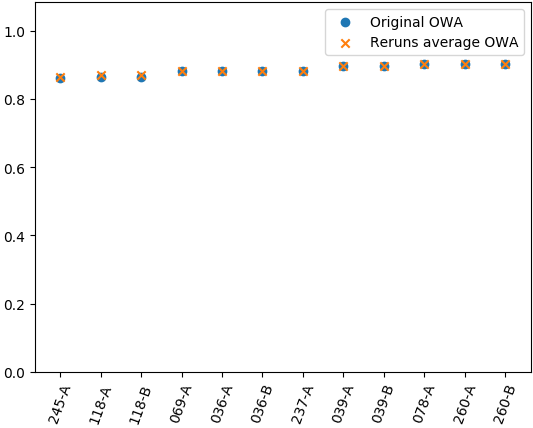 Original OWA
Reruns average OWA
1.0
0.8
0.6
0.4
0.2
0.0
245-A
118-A
118-B
069-A
036-A
036-B
237-A
039-A
039-B
078-A
260-A
260-B